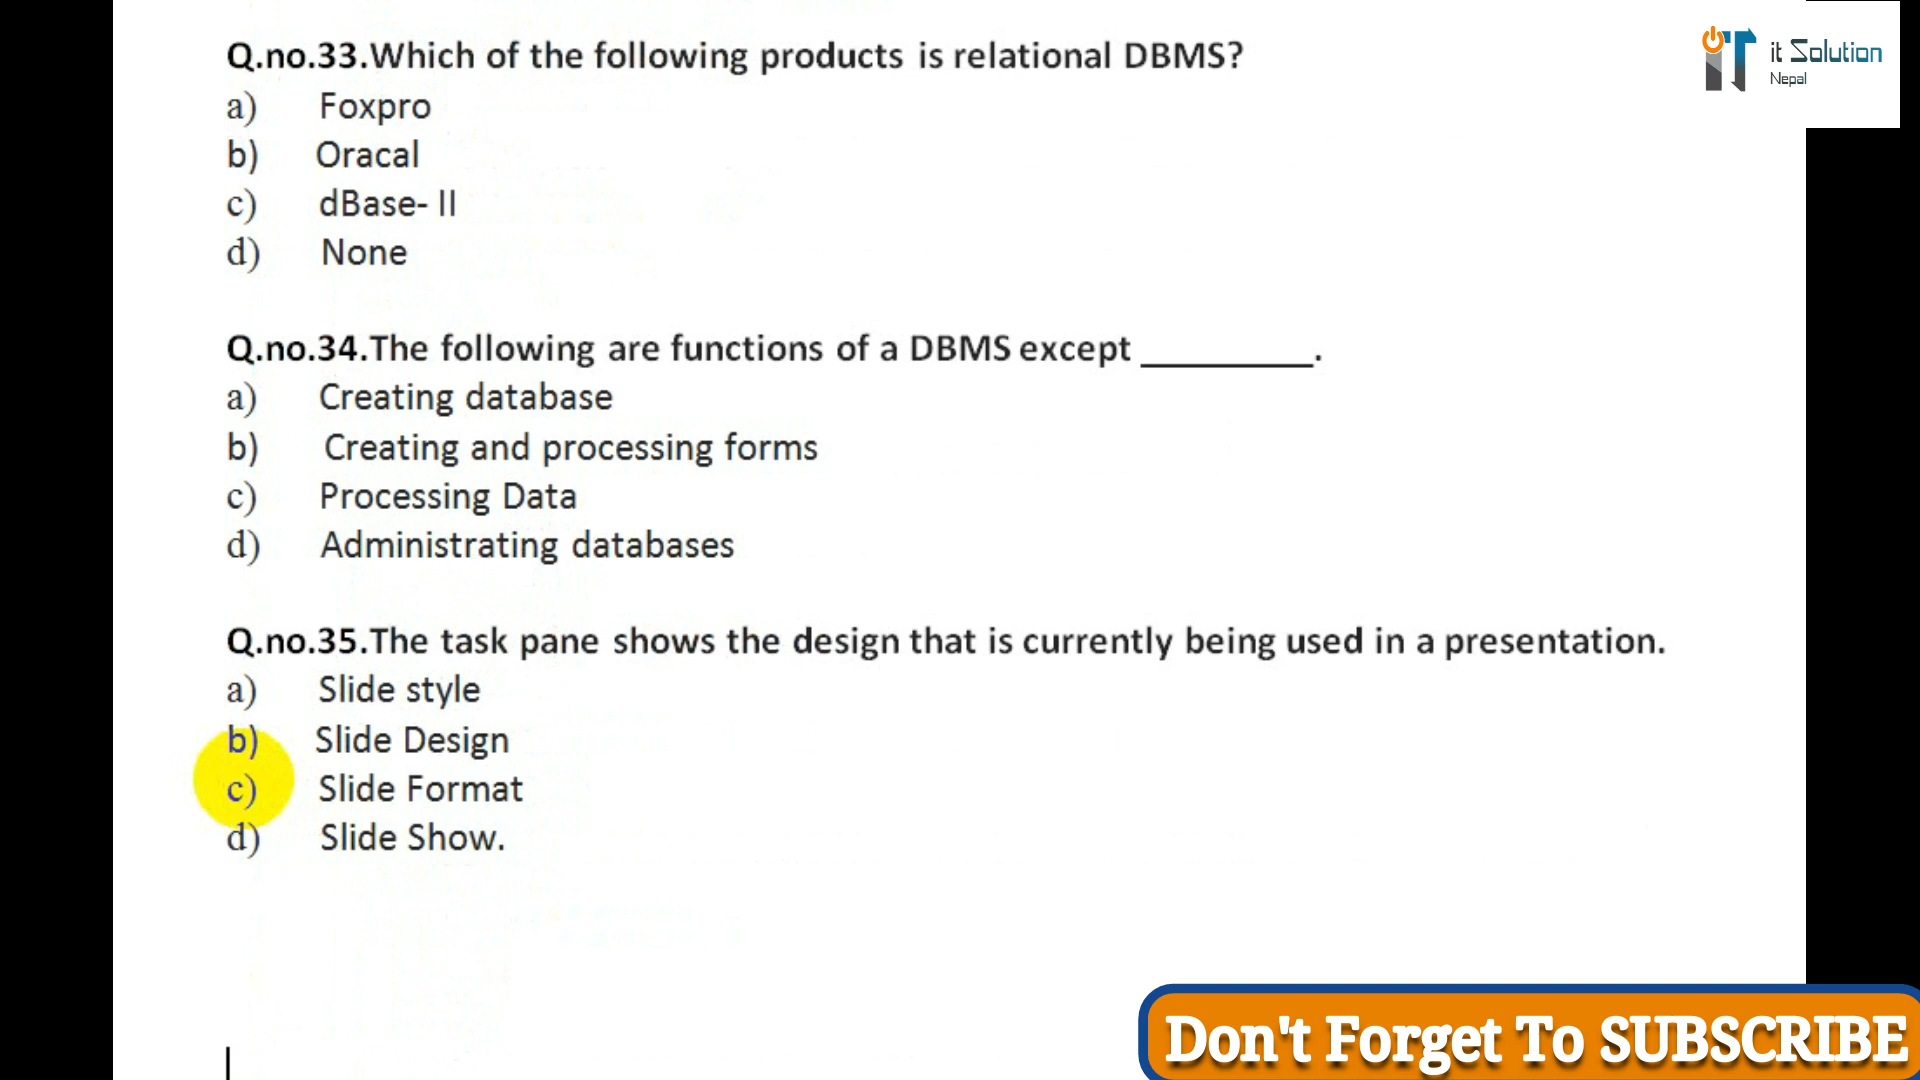 Q.no.33.Which of the following products is relational DBMS?
a) Foxpro
b) Oracal
c) dBase- II
d) None
Q.no.34.The following are functions of a DBMS except _________.
a) Creating database
b) Creating and processing forms
c) Processing Data
d) Administrating databases
Q.no.35.The task pane shows the design that is currently being used in a presentation.
a) Slide style
b) Slide Design
c) Slide Format
d) Slide Show.
iT it Solution
Nepal
Don't Forget To SUBSCRIBE